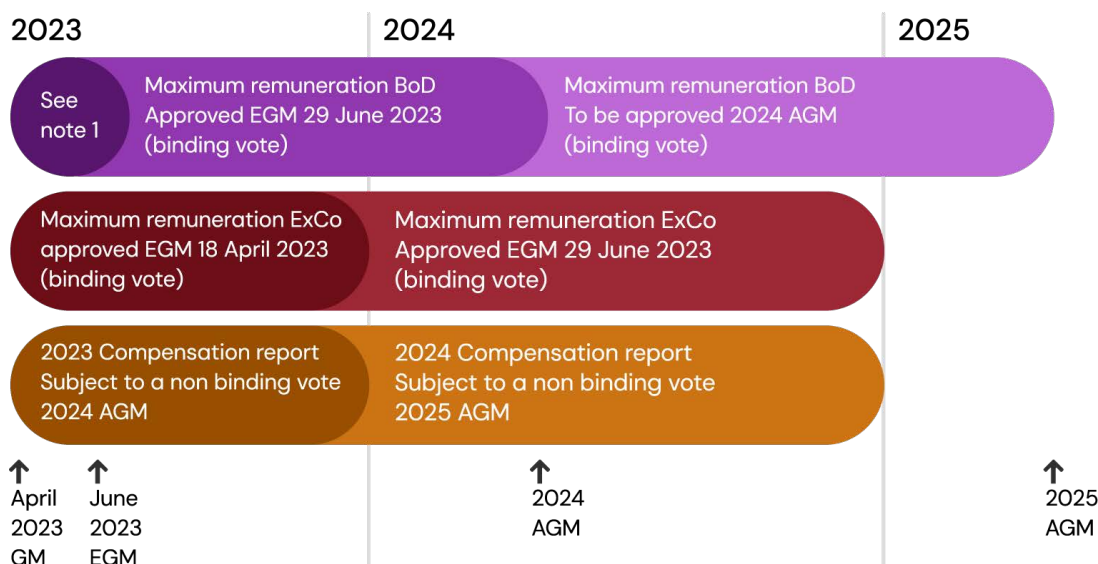 2023
2024
2025
See
note 1
Maximum remuneration BoD
Approved EGM 29 June 2023
(binding vote)
Maximum remuneration BoD
To be approved 2024 AGM
(binding vote)
Maximum remuneration ExCo
approved EGM 18 April 2023
(binding vote)
Maximum remuneration ExCo
Approved EGM 29 June 2023
(binding vote)
2023 Compensation report
Subject to a non binding vote
2024 AGM
2024 Compensation report
Subject to a non binding vote
2025 AGM
April
2023
GM
June
2023
EGM
2024
AGM
2025
AGM